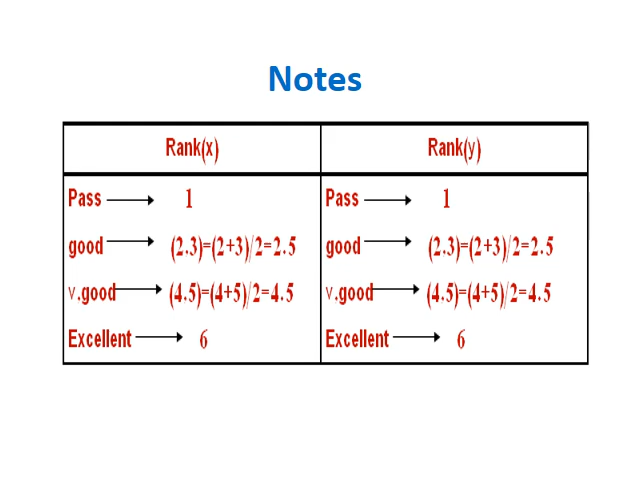 Notes
Rank(x) Rank(y)
Pass → 1 Pass → 1
good → (2.3)=(2+3)/2=2.5 good → (2.3)=(2+3)/2=2.5
v.good → (4.5)=(4+5)/2=4.5 v.good → (4.5)=(4+5)/2=4.5
Excellent → 6 Excellent → 6